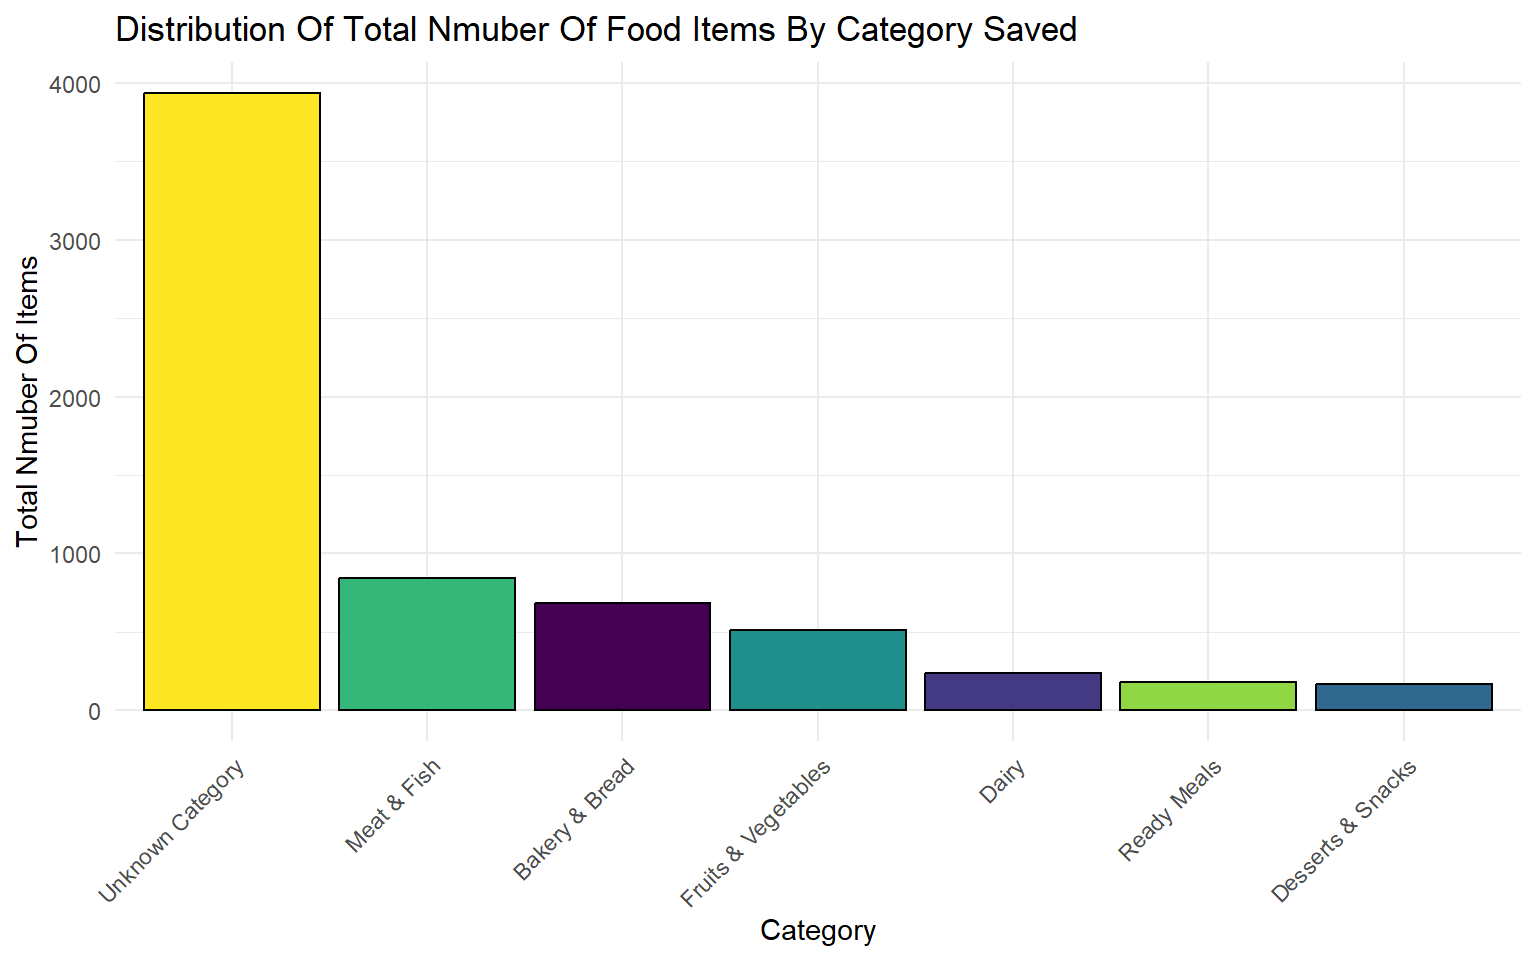 Distribution Of Total Nmuber Of Food Items By Category Saved
Total Nmuber Of Items
4000
3000
2000
1000
0
Unknown Category
Meat & Fish
Bakery & Bread
Fruits & Vegetables
Dairy
Ready Meals
Desserts & Snacks
Category